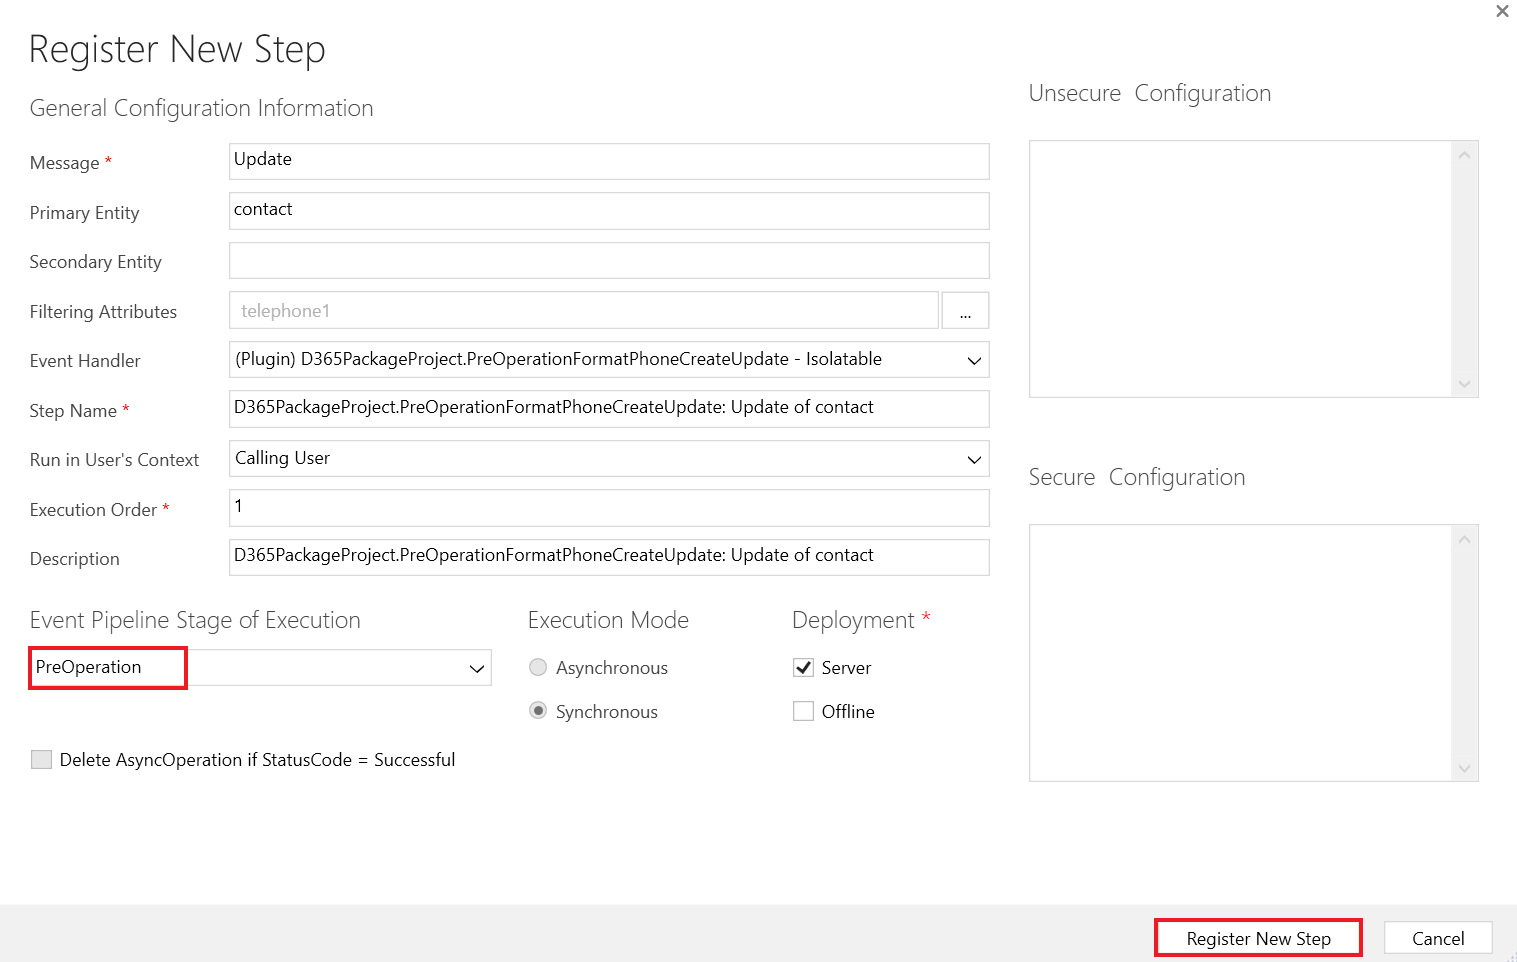 Register New Step
General Configuration Information
Message *
Update
Primary Entity
contact
Secondary Entity
Filtering Attributes
telephone1
...
Event Handler
(Plugin) D365PackageProject.PreOperationFormatPhoneCreateUpdate - Isolatable
Step Name *
D365PackageProject.PreOperationFormatPhoneCreateUpdate: Update of contact
Run in User's Context
Calling User
Execution Order *
1
Description
D365PackageProject.PreOperationFormatPhoneCreateUpdate: Update of contact
Event Pipeline Stage of Execution
PreOperation
Execution Mode
Asynchronous
Synchronous
Deployment *
Server
Offline
Delete AsyncOperation if StatusCode = Successful
Unsecure Configuration
Secure Configuration
Register New Step
Cancel